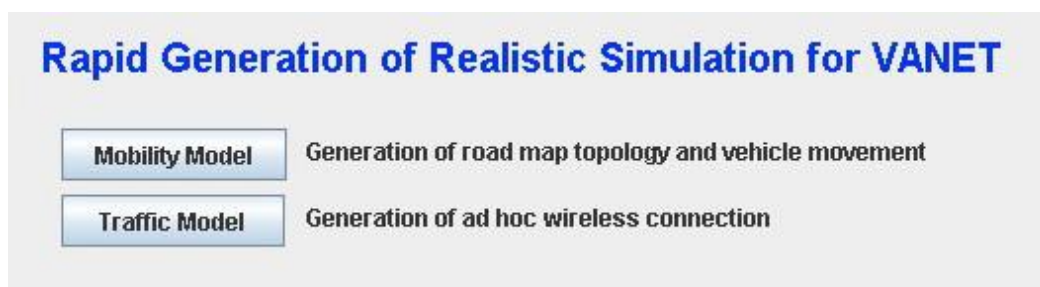 Rapid Generation of Realistic Simulation for VANET
Mobility Model Generation of road map topology and vehicle movement
Traffic Model Generation of ad hoc wireless connection